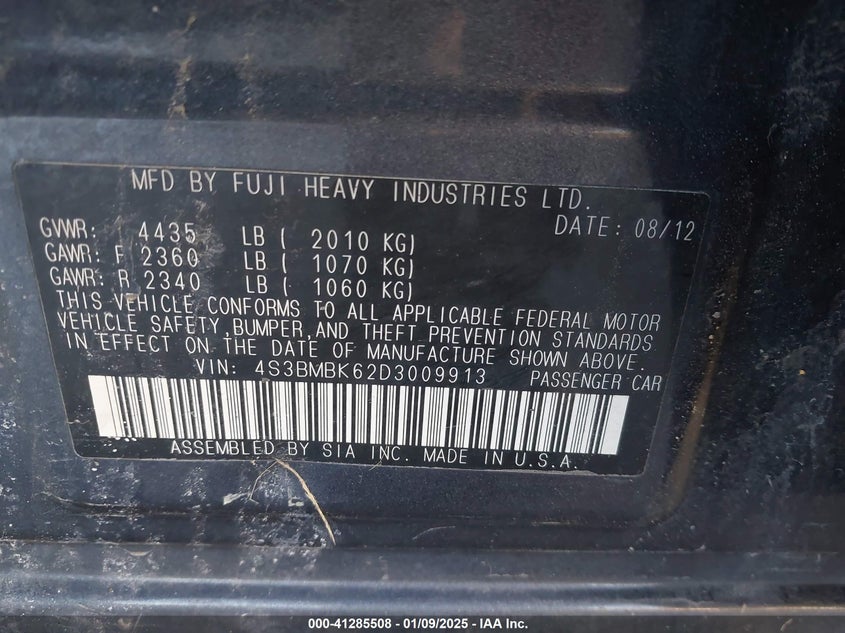 MFD BY FUJI HEAVY INDUSTRIES LTD.
DATE: 08/12
GVWR: 4435 LB ( 2010 KG)
GAWR: F 2360 LB ( 1070 KG)
GAWR: R 2340 LB ( 1060 KG)
THIS VEHICLE CONFORMS TO ALL APPLICABLE FEDERAL MOTOR
VEHICLE SAFETY, BUMPER, AND THEFT PREVENTION STANDARDS
IN EFFECT ON THE DATE OF MANUFACTURE SHOWN ABOVE.
VIN: 4S3BMBK62D3009913 PASSENGER CAR
ASSEMBLED BY SIA INC. MADE IN U.S.A.
000-41285508 - 01/09/2025 - IAA Inc.